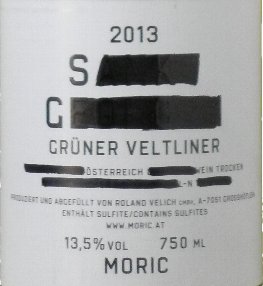 2013
S
G
GRÜNER VELTLINER
ÖSTERREICH WEIN TROCKEN
L-N
PRODUZIERT UND ABGEFÜLLT VON ROLAND VELICH GMBH, A-7051 GROSSHÖFLEIN
ENTHÄLT SULFITE/CONTAINS SULFITES
WWW.MORIC.AT
13,5% VOL 750 ML
MORIC